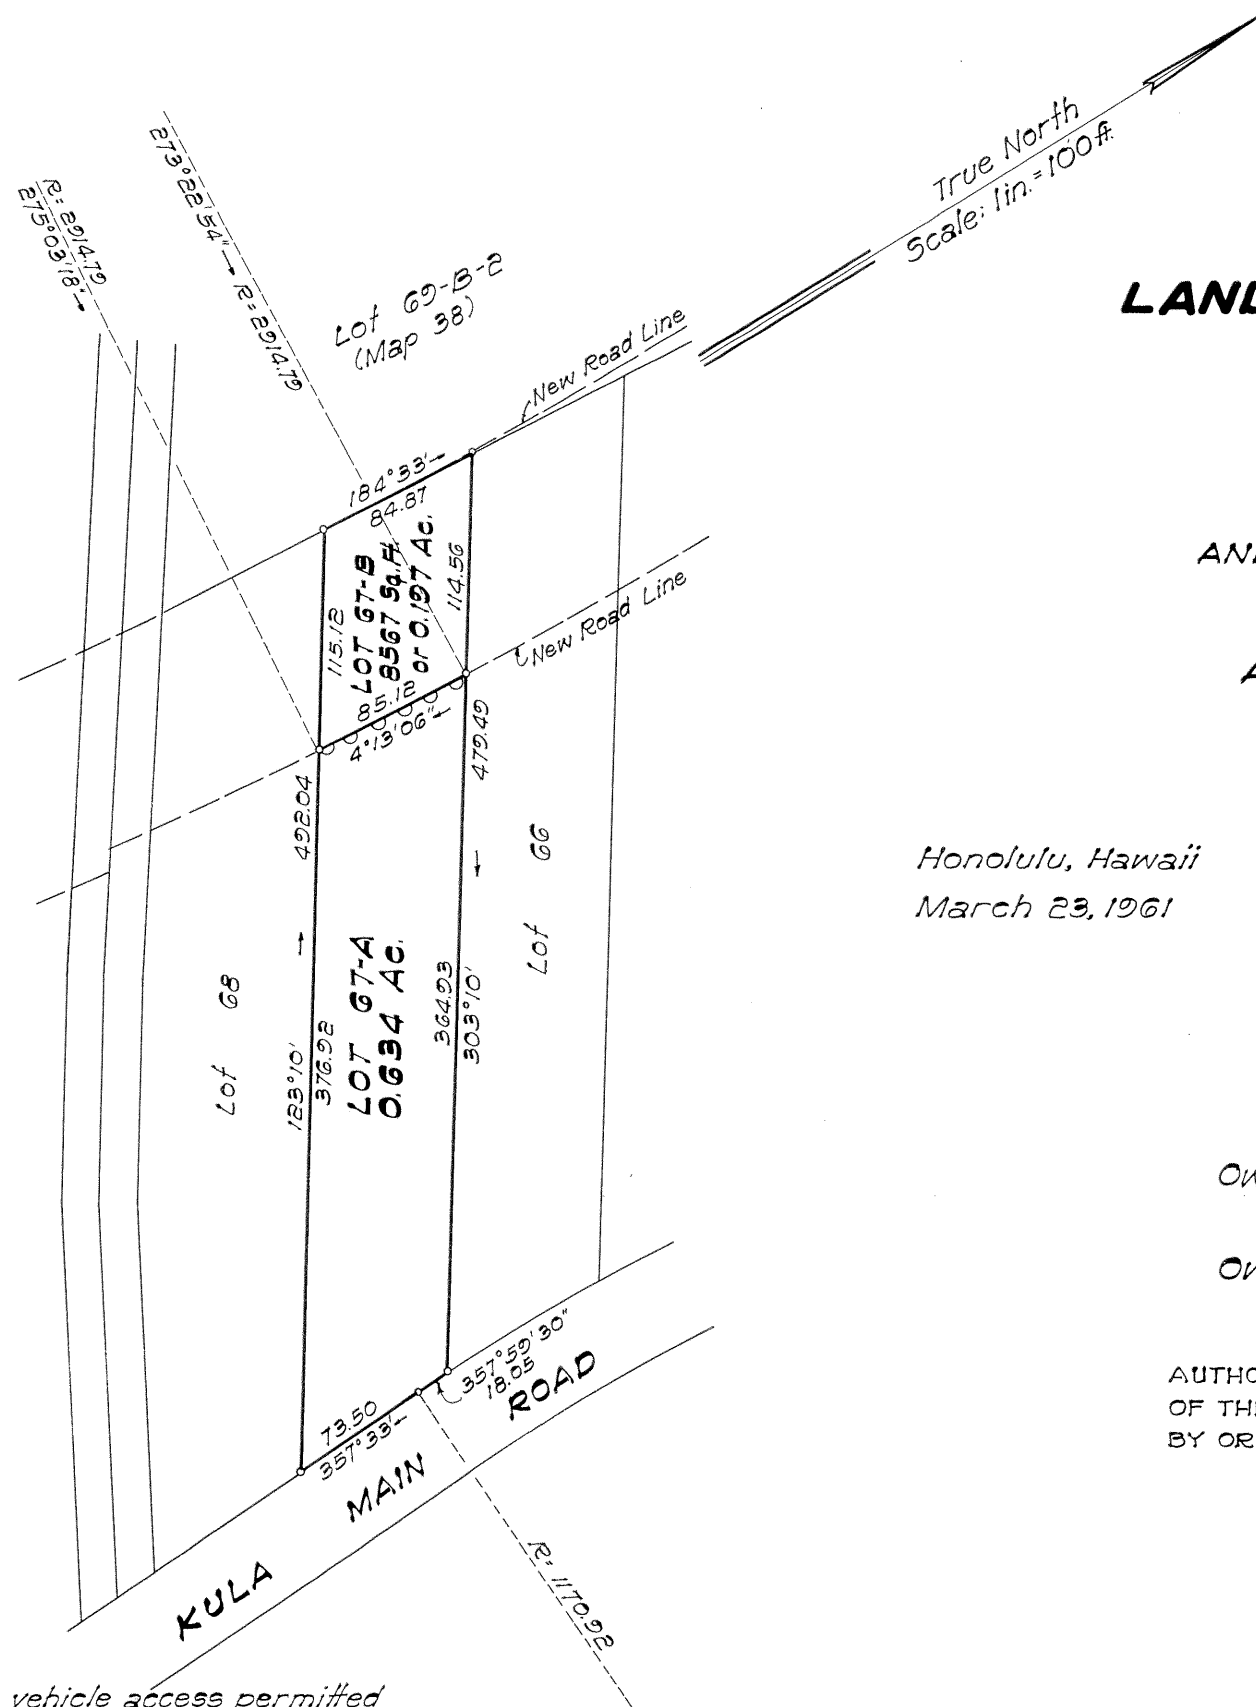 True North
Scale: 1in.=100ft.
R=2914.79
275°03'18"
273°22'54" R=2914.79
Lot 69-B-2
(Map 38)
New Road Line
LAND
184°33'
84.87
LOT 67-B
8567 Sq.Ft.
or 0.197 Ac.
115.12
114.56
AN
New Road Line
A
85.12
4°13'06"
492.04
479.49
Lot 66
Honolulu, Hawaii
March 23, 1961
Lot 68
LOT 67-A
0.634 Ac.
123°10'
376.92
364.93
303°10'
OW
OW
357°59'30"
18.05
73.50
357°33'
KULA MAIN ROAD
R=1170.92
AUTHO
OF TH
BY OR
vehicle access permitted